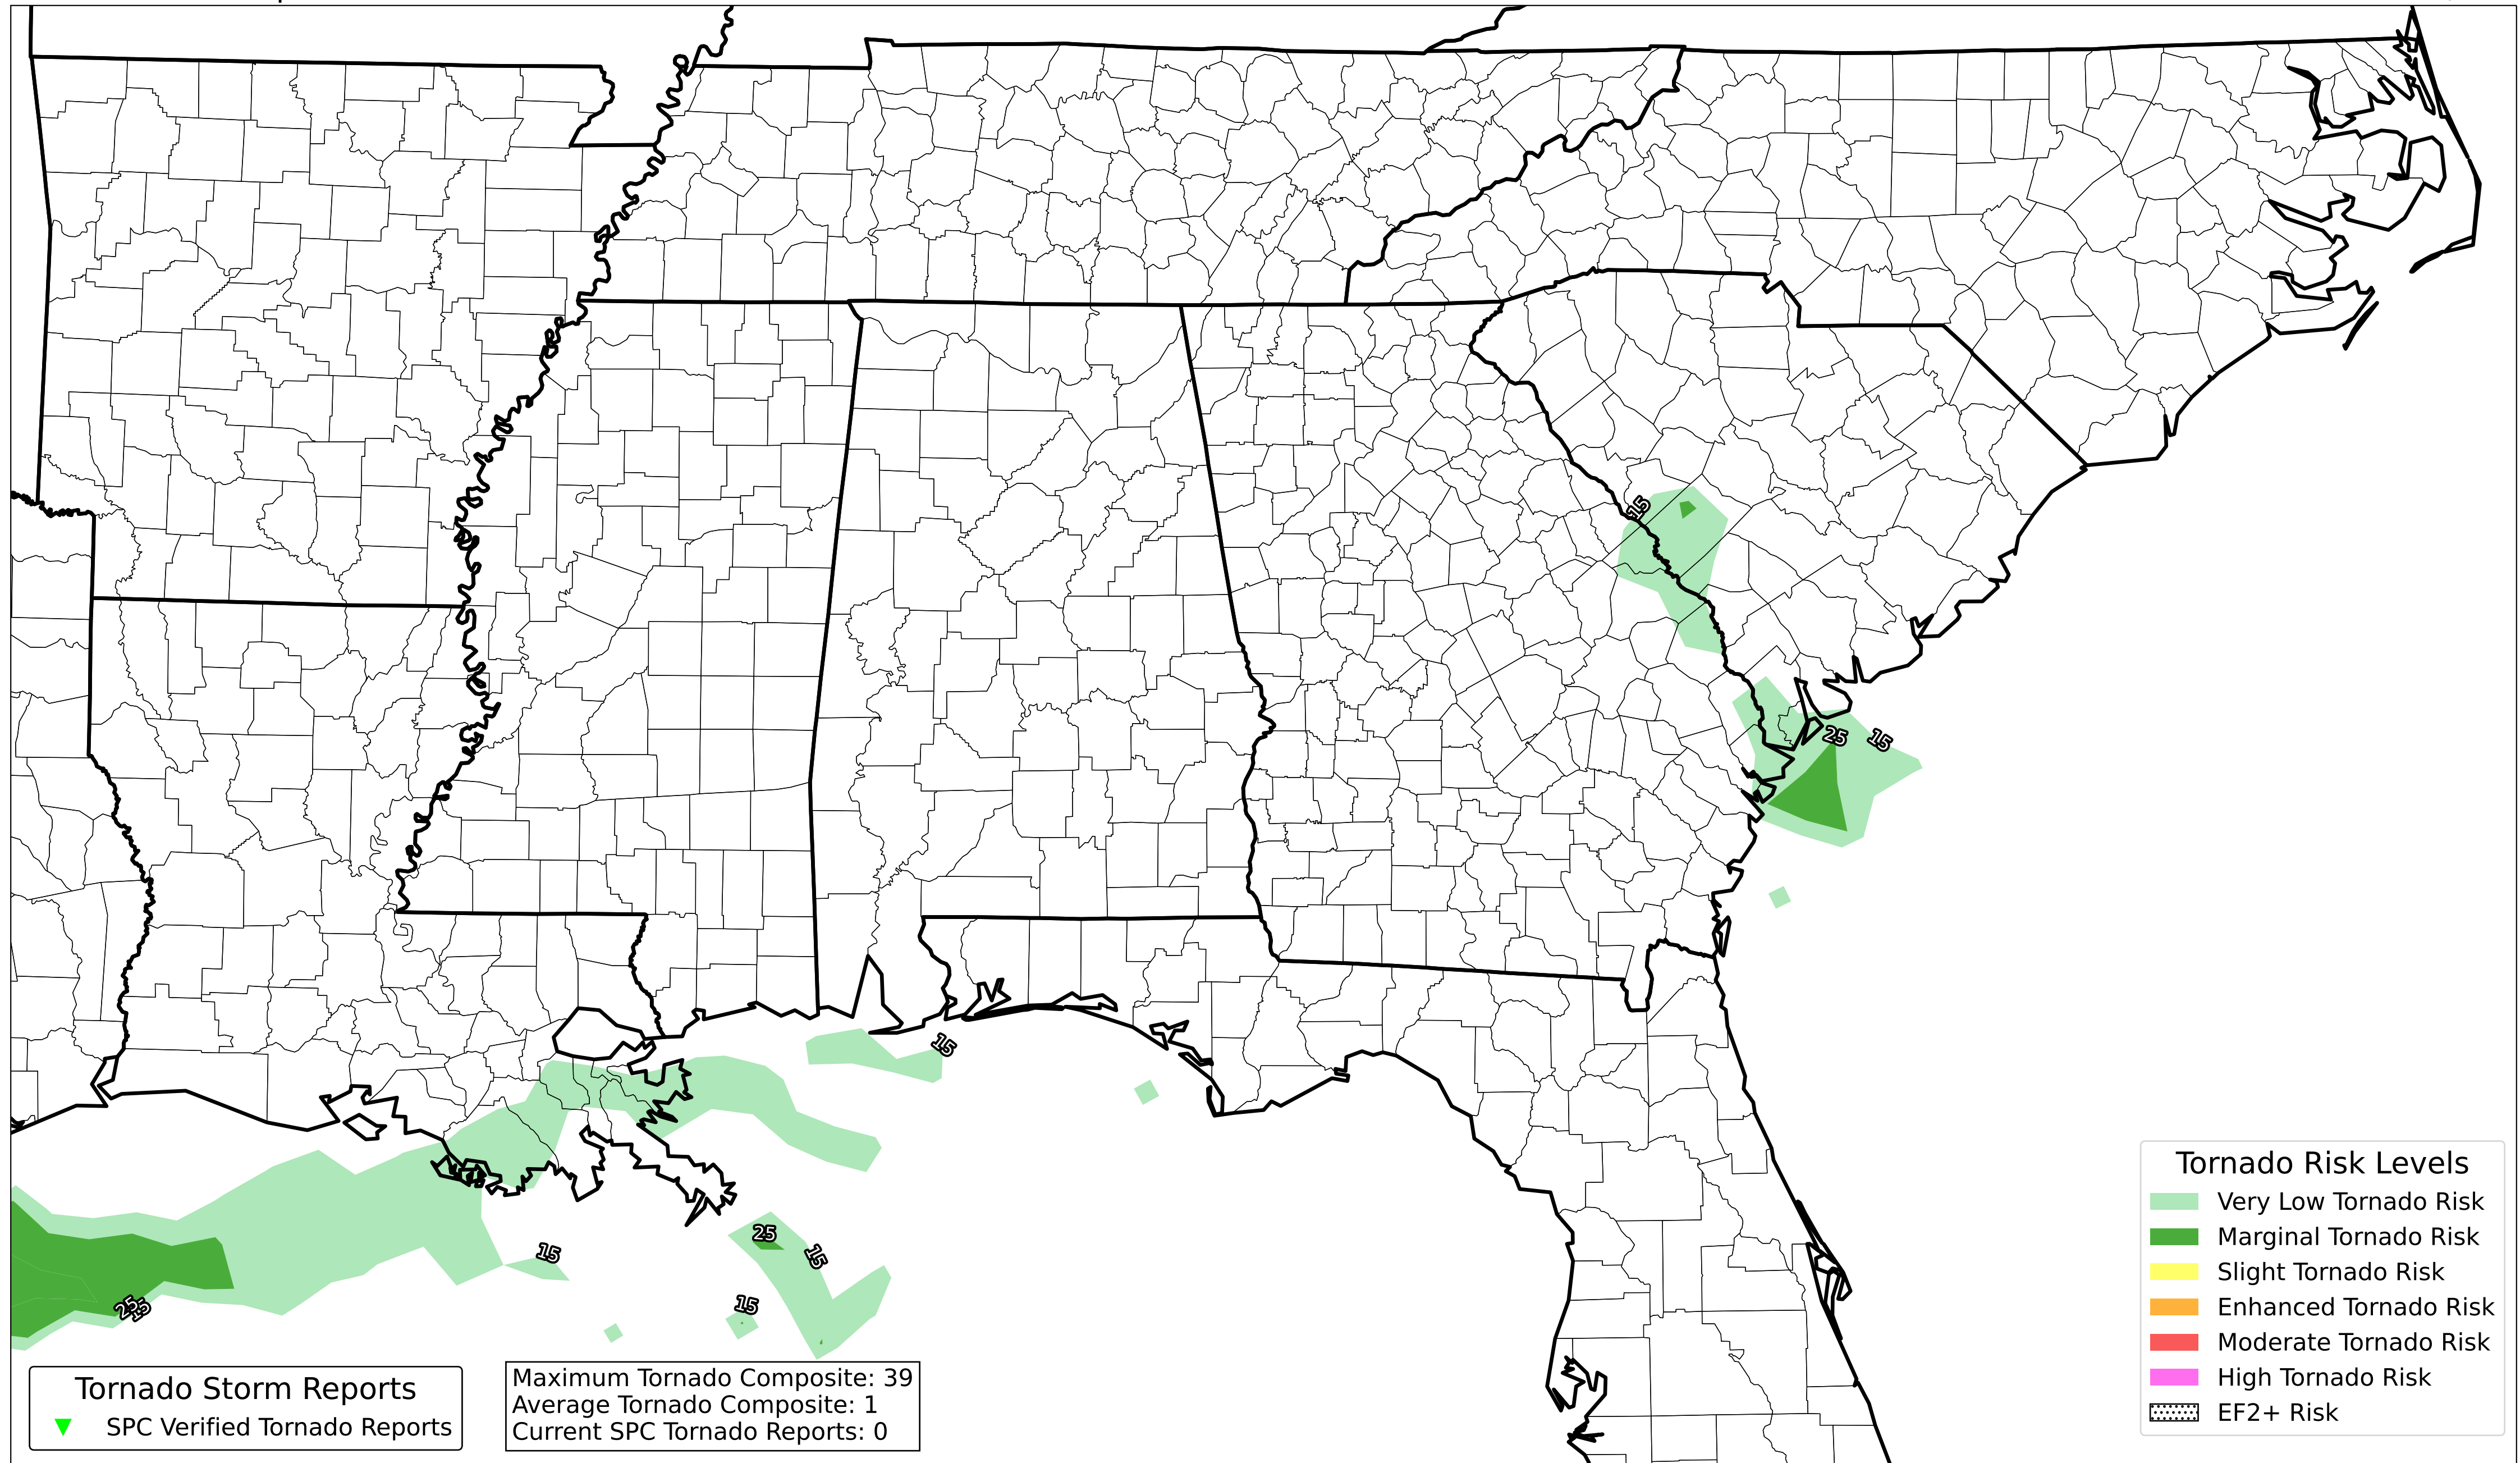 15
25
15
15
15
25
15
15
25
15
Tornado Risk Levels
Very Low Tornado Risk
Marginal Tornado Risk
Slight Tornado Risk
Enhanced Tornado Risk
Moderate Tornado Risk
High Tornado Risk
EF2+ Risk
Tornado Storm Reports
SPC Verified Tornado Reports
Maximum Tornado Composite: 39
Average Tornado Composite: 1
Current SPC Tornado Reports: 0